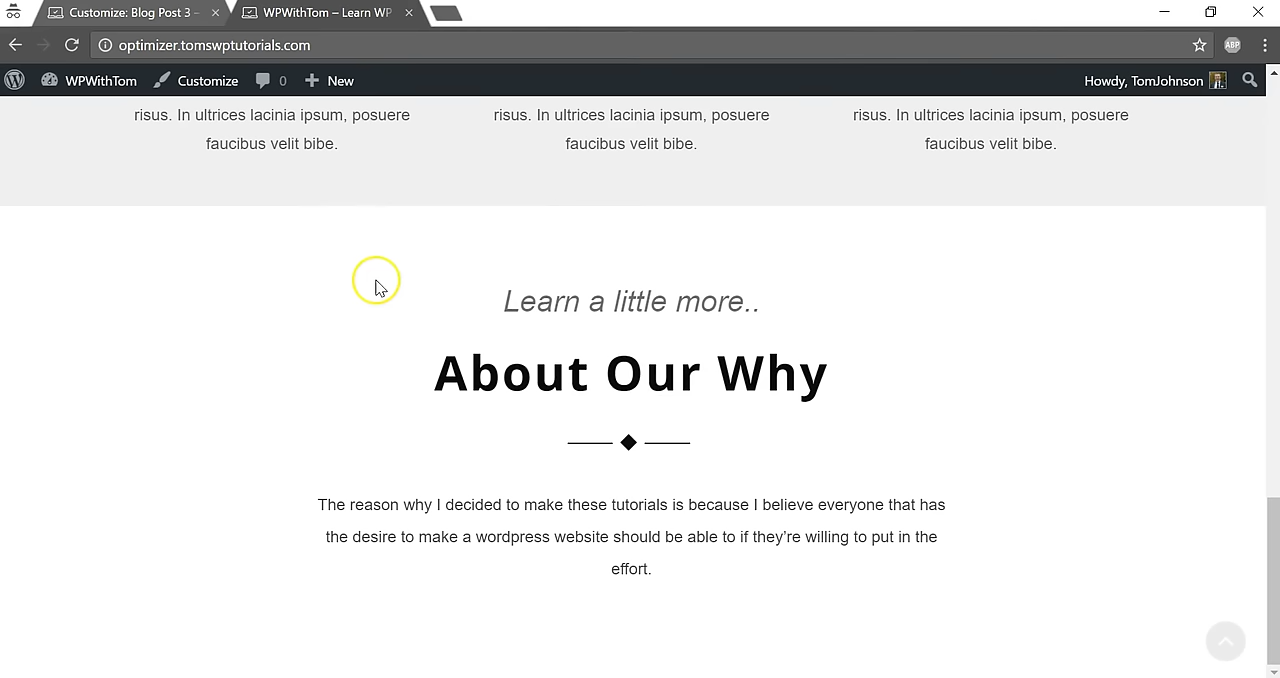 Customize: Blog Post 3 –
WPWithTom – Learn WP
optimizer.tomswptutorials.com
ABP
WPWithTom
Customize
0
New
Howdy, TomJohnson
risus. In ultrices lacinia ipsum, posuere
faucibus velit bibe.
risus. In ultrices lacinia ipsum, posuere
faucibus velit bibe.
risus. In ultrices lacinia ipsum, posuere
faucibus velit bibe.
Learn a little more..
About Our Why
The reason why I decided to make these tutorials is because I believe everyone that has
the desire to make a wordpress website should be able to if they’re willing to put in the
effort.